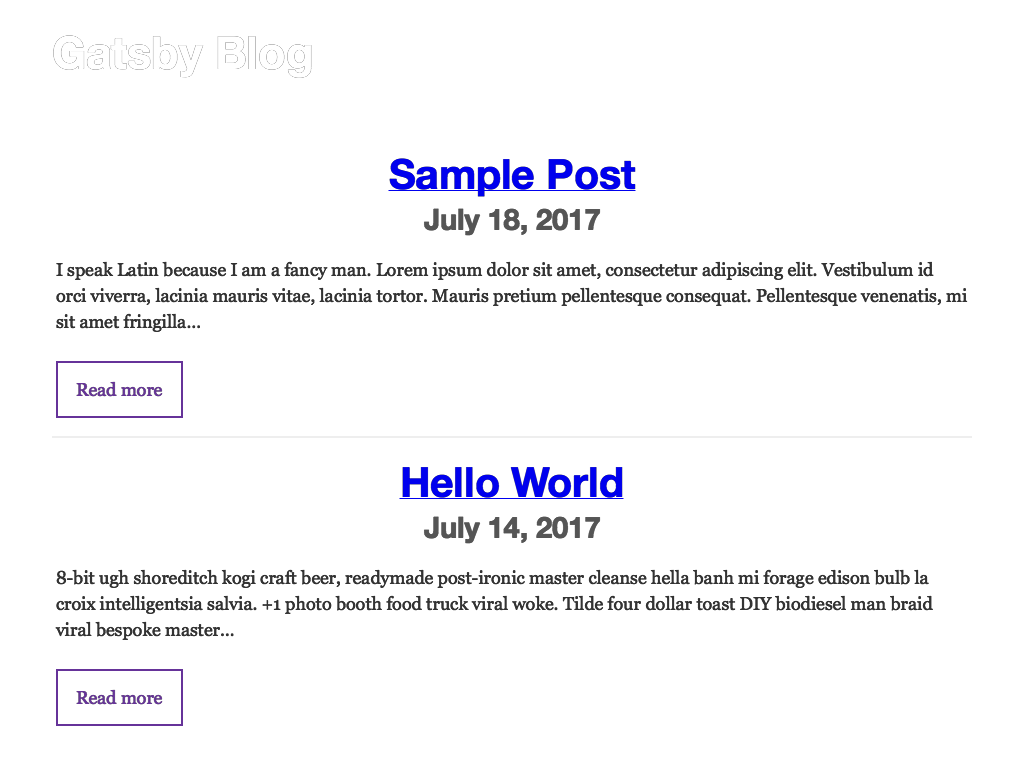 Gatsby Blog
Sample Post
July 18, 2017
I speak Latin because I am a fancy man. Lorem ipsum dolor sit amet, consectetur adipiscing elit. Vestibulum id
orci viverra, lacinia mauris vitae, lacinia tortor. Mauris pretium pellentesque consequat. Pellentesque venenatis, mi
sit amet fringilla…
Read more
Hello World
July 14, 2017
8-bit ugh shoreditch kogi craft beer, readymade post-ironic master cleanse hella banh mi forage edison bulb la
croix intelligentsia salvia. +1 photo booth food truck viral woke. Tilde four dollar toast DIY biodiesel man braid
viral bespoke master…
Read more